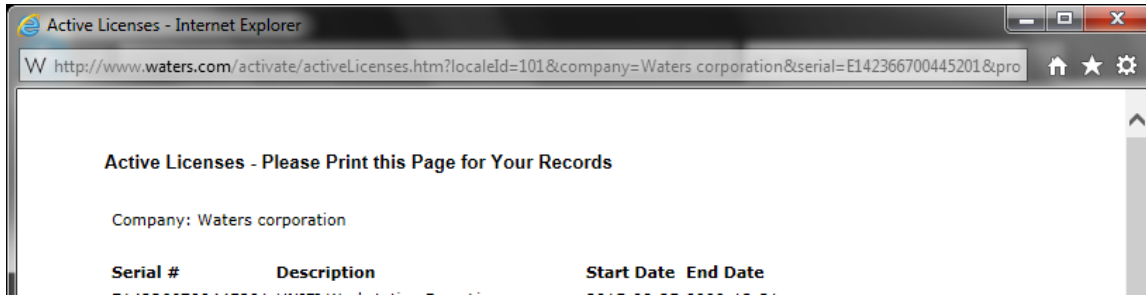 Active Licenses - Internet Explorer
W http://www.waters.com/activate/activeLicenses.htm?localeId=101&company=Waters corporation&serial=E142366700445201&pro
Active Licenses - Please Print this Page for Your Records
Company: Waters corporation
Serial # Description Start Date End Date